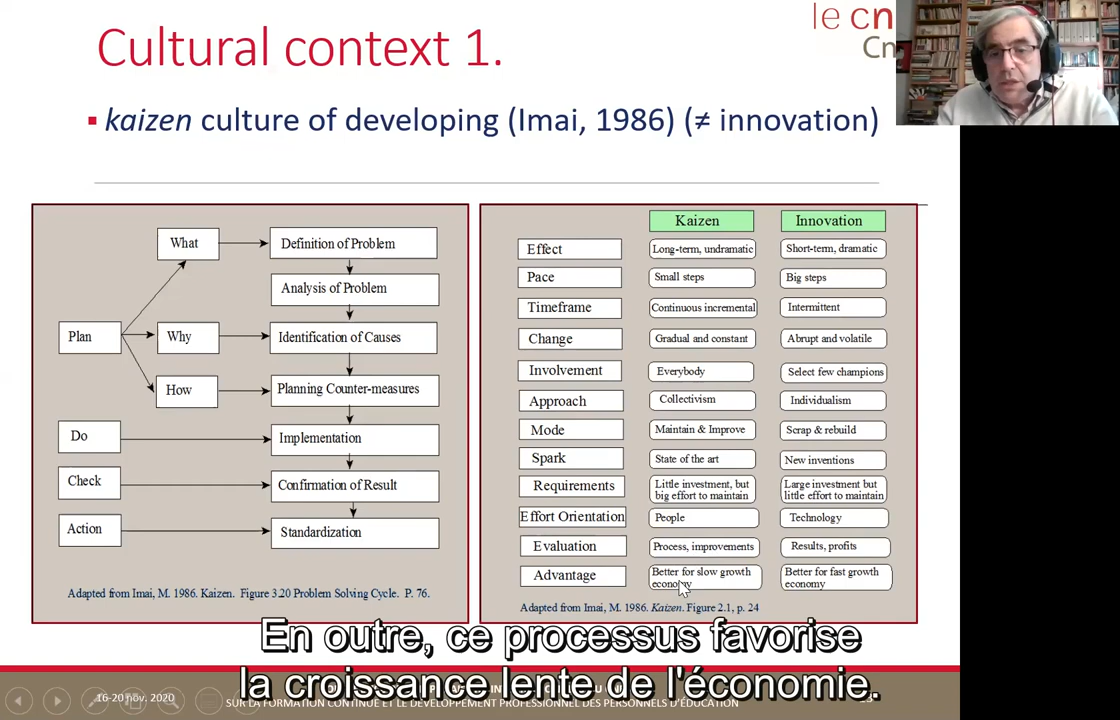 Cultural context 1.
le cn
Cn
kaizen culture of developing (Imai, 1986) (≠ innovation)
What
Definition of Problem
Analysis of Problem
Plan
Why
Identification of Causes
How
Planning Counter-measures
Do
Implementation
Check
Confirmation of Result
Action
Standardization
Adapted from Imai, M. 1986. Kaizen. Figure 3.20 Problem Solving Cycle. P. 76.
Kaizen Innovation
Effect Long-term, undramatic Short-term, dramatic
Pace Small steps Big steps
Timeframe Continuous incremental Intermittent
Change Gradual and constant Abrupt and volatile
Involvement Everybody Select few champions
Approach Collectivism Individualism
Mode Maintain & Improve Scrap & rebuild
Spark State of the art New inventions
Requirements Little investment, but big effort to maintain Large investment but little effort to maintain
Effort Orientation People Technology
Evaluation Process, improvements Results, profits
Advantage Better for slow growth economy Better for fast growth economy
Adapted from Imai, M. 1986. Kaizen. Figure 2.1, p. 24
En outre, ce processus favorise
la croissance lente de l'économie.
16-20 nov. 2020
SUR LA FORMATION CONTINUE ET LE DÉVELOPPEMENT PROFESSIONNEL DES PERSONNELS D'ÉDUCATION